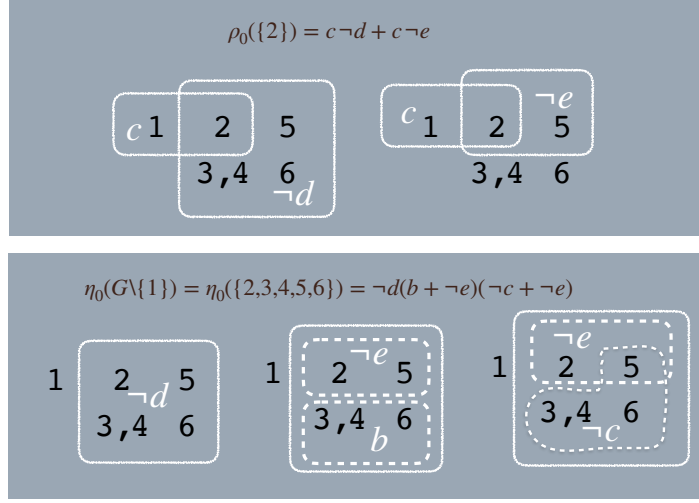 ρ₀({2}) = c¬d + c¬e
c 1 2 5
3,4 6
¬d
c 1 2 ¬e 5
3,4 6
η₀(G\{1}) = η₀({2,3,4,5,6}) = ¬d(b + ¬e)(¬c + ¬e)
1 2 5
¬d
3,4 6
1 ¬e
2 5
3,4 6
b
1 ¬e
2 5
3,4 6
¬c